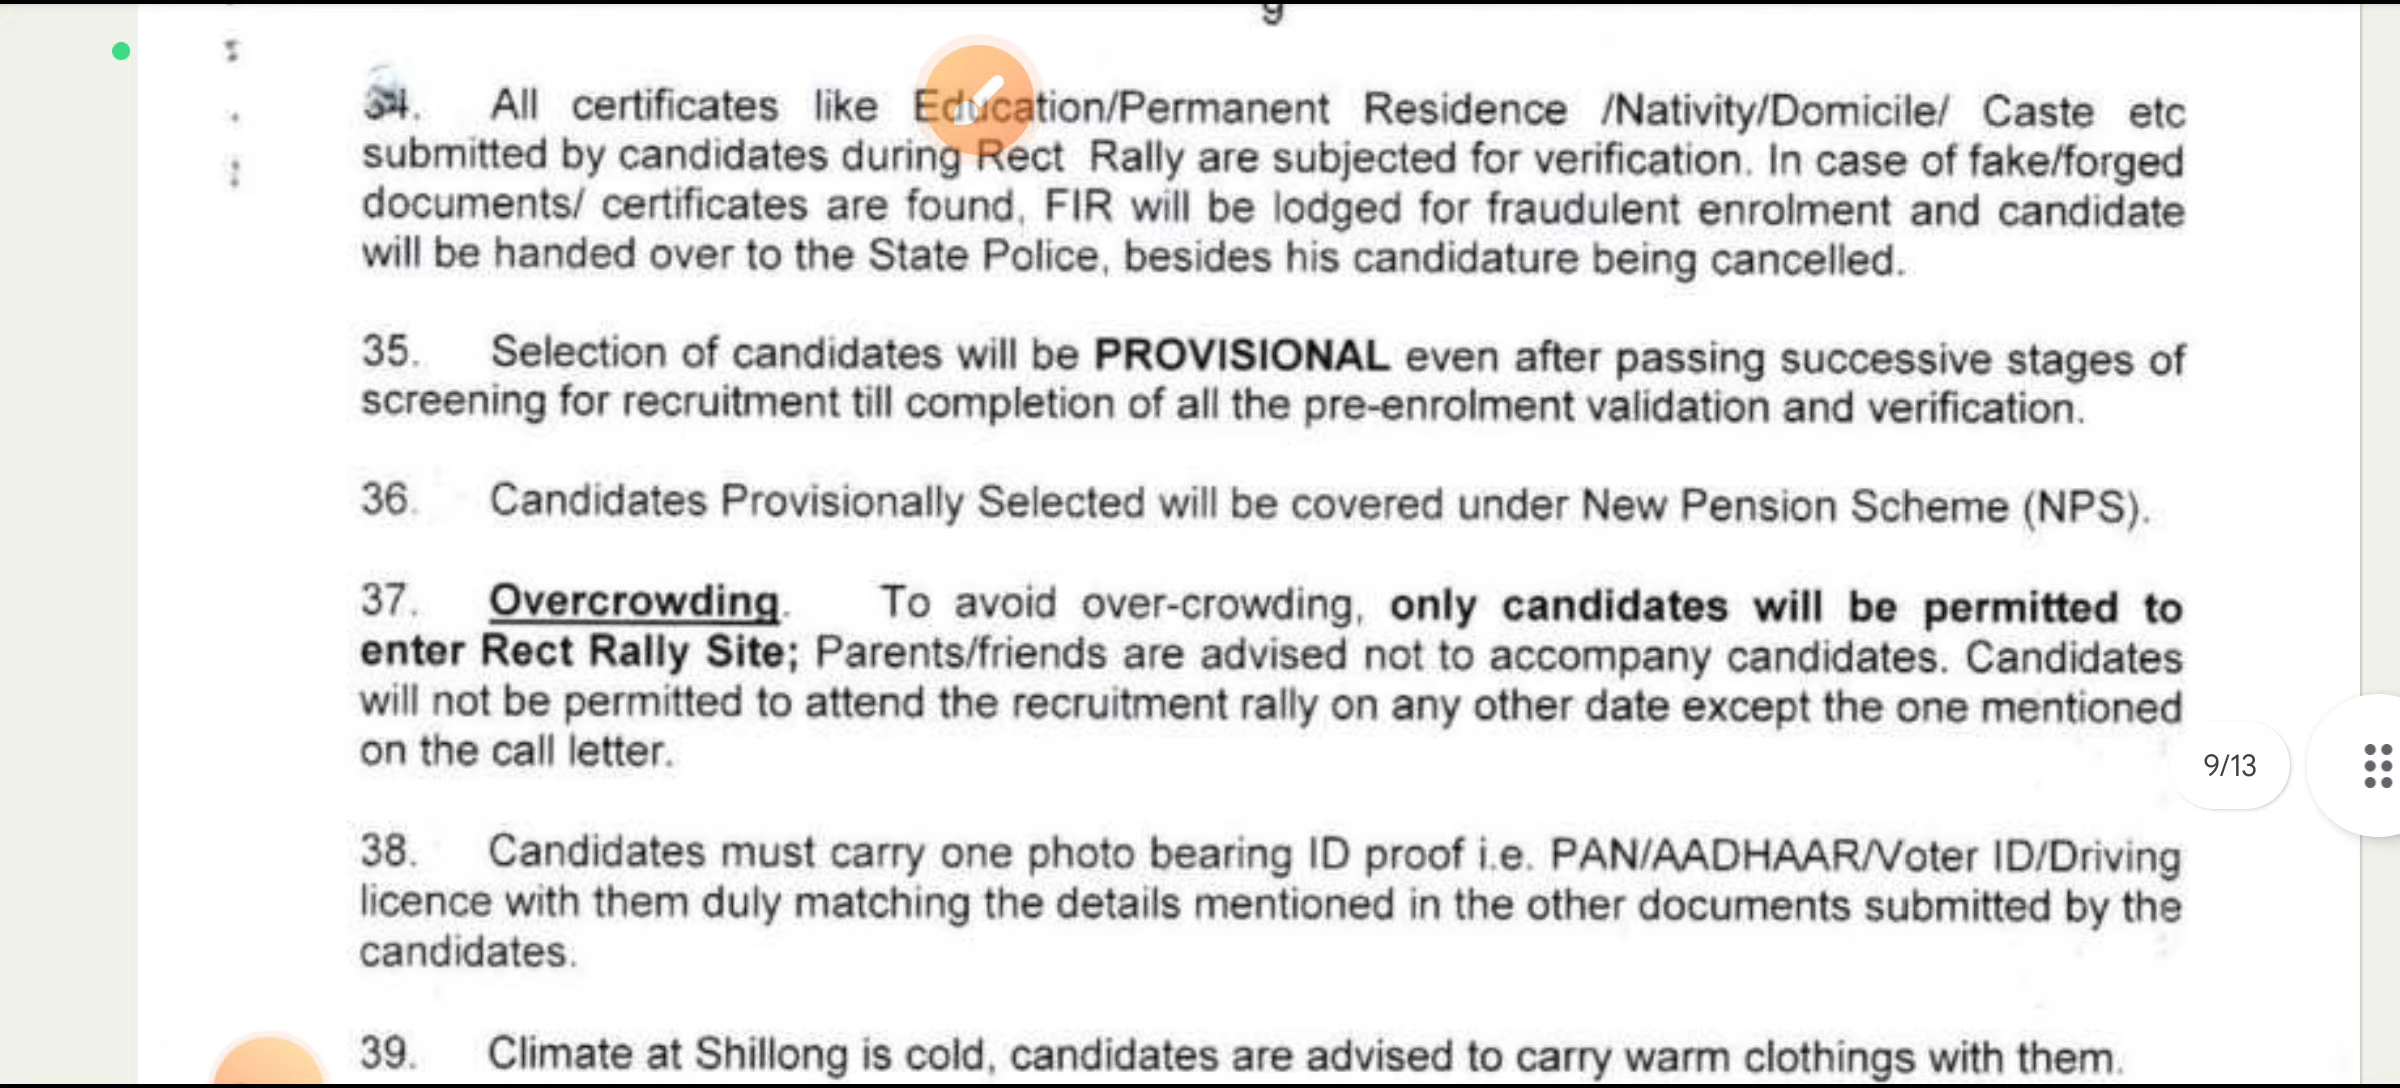 9
34. All certificates like Education/Permanent Residence /Nativity/Domicile/ Caste etc
submitted by candidates during Rect Rally are subjected for verification. In case of fake/forged
documents/ certificates are found, FIR will be lodged for fraudulent enrolment and candidate
will be handed over to the State Police, besides his candidature being cancelled.
35. Selection of candidates will be PROVISIONAL even after passing successive stages of
screening for recruitment till completion of all the pre-enrolment validation and verification.
36. Candidates Provisionally Selected will be covered under New Pension Scheme (NPS).
37. Overcrowding. To avoid over-crowding, only candidates will be permitted to
enter Rect Rally Site; Parents/friends are advised not to accompany candidates. Candidates
will not be permitted to attend the recruitment rally on any other date except the one mentioned
on the call letter.
9/13
38. Candidates must carry one photo bearing ID proof i.e. PAN/AADHAAR/Voter ID/Driving
licence with them duly matching the details mentioned in the other documents submitted by the
candidates.
39. Climate at Shillong is cold, candidates are advised to carry warm clothings with them.